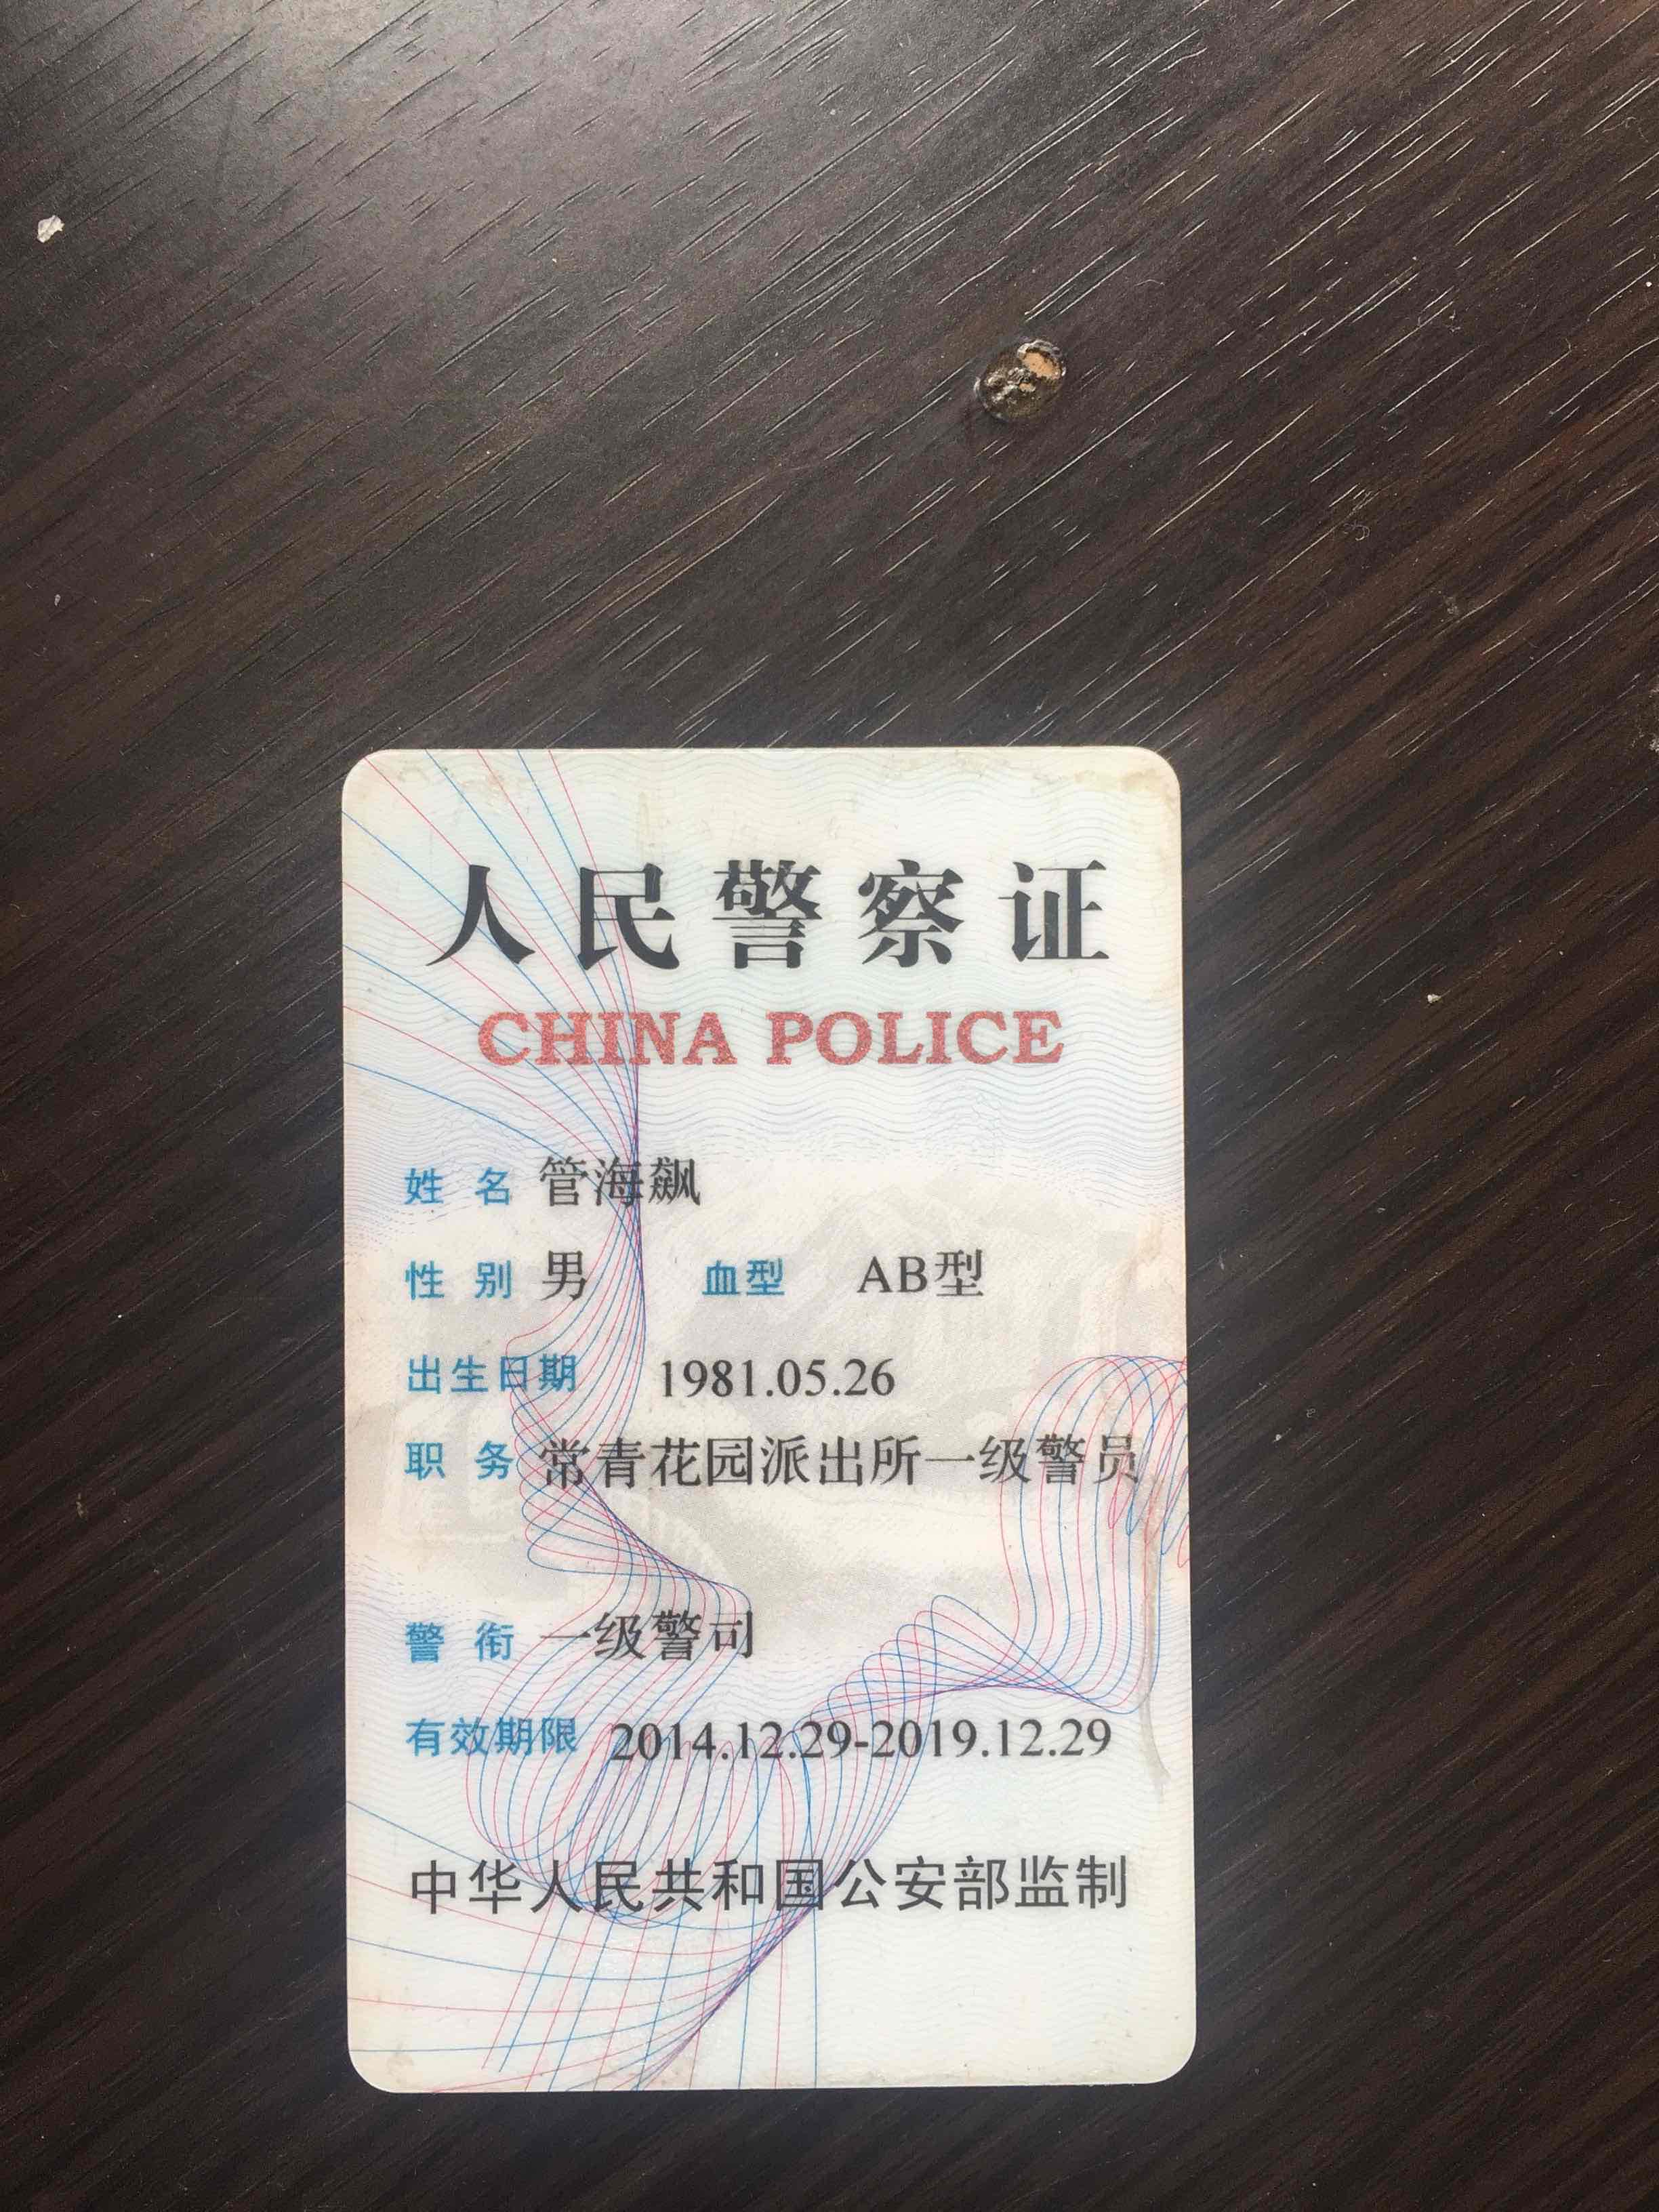 人民警察证
CHINA POLICE
姓名 管海飙
性别 男 血型 AB型
出生日期 1981.05.26
职务 常青花园派出所一级警员
警衔 一级警司
有效期限 2014.12.29-2019.12.29
中华人民共和国公安部监制